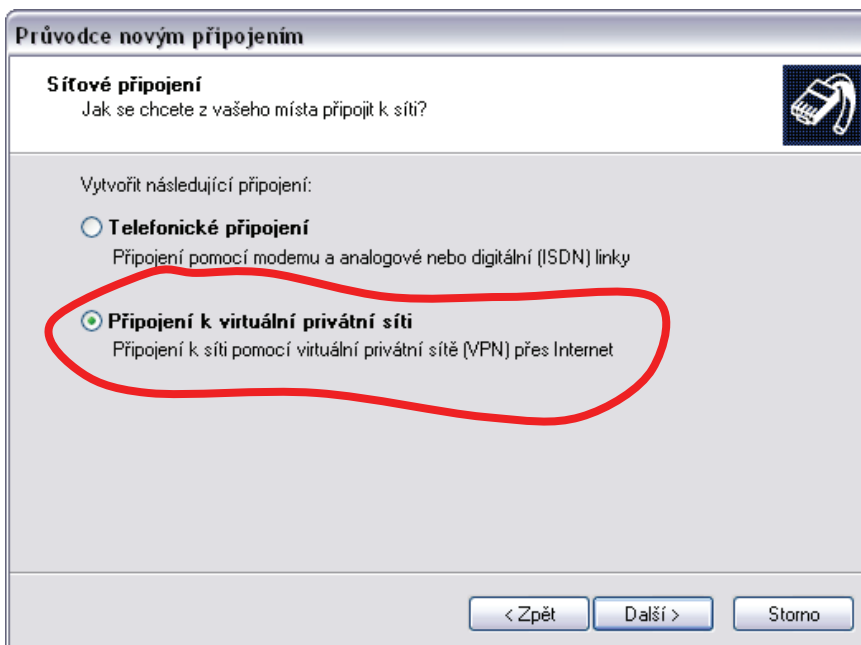 Průvodce novým připojením
Síťové připojení
Jak se chcete z vašeho místa připojit k síti?
Vytvořit následující připojení:
Telefonické připojení
Připojení pomocí modemu a analogové nebo digitální (ISDN) linky
Připojení k virtuální privátní síti
Připojení k síti pomocí virtuální privátní sítě (VPN) přes Internet
< Zpět
Další >
Storno